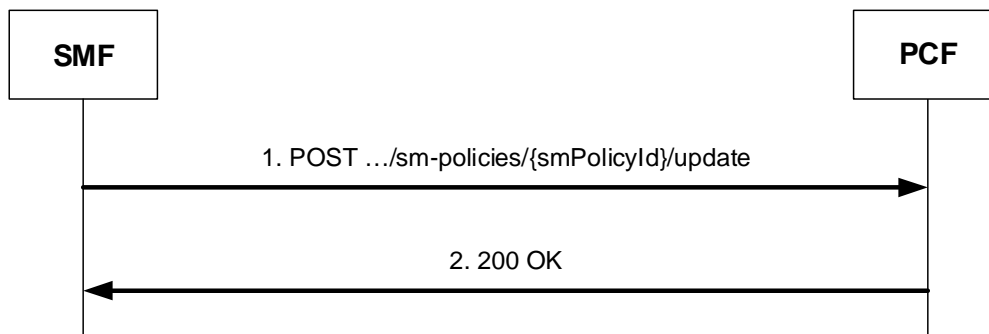 SMF
PCF
1. POST …/sm-policies/{smPolicyId}/update
2. 200 OK